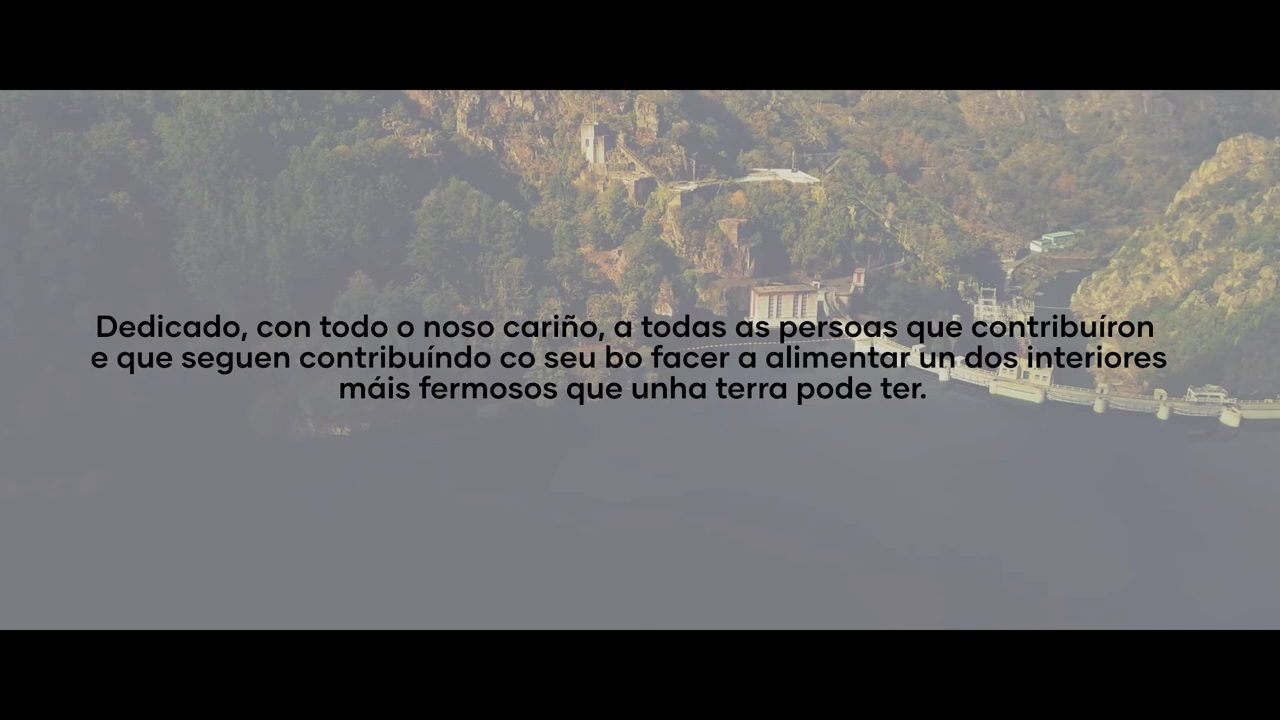 Dedicado, con todo o noso cariño, a todas as persoas que contribuíron
e que seguen contribuíndo co seu bo facer a alimentar un dos interiores
máis fermosos que unha terra pode ter.